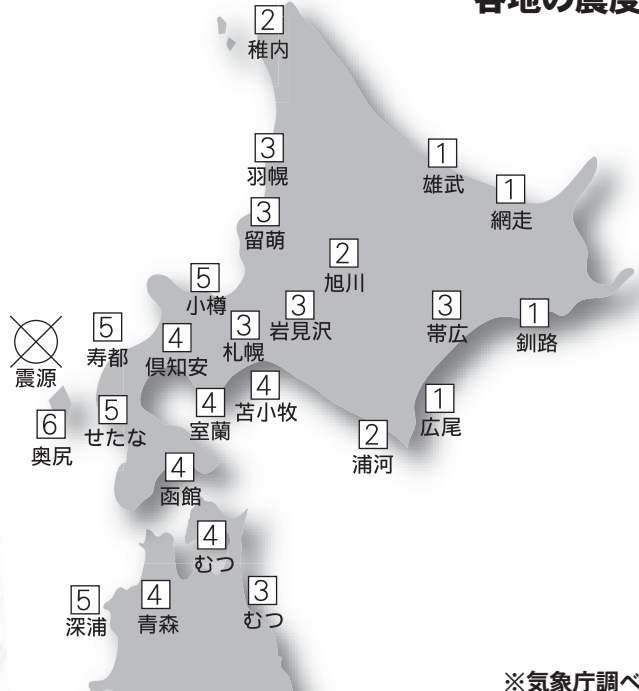 各地の震度
2
稚内
3
羽幌
1
雄武
1
網走
3
留萌
2
旭川
5
小樽
3
岩見沢
3
帯広
1
釧路
5
寿都
4
倶知安
3
札幌
震源
6
奥尻
5
せたな
4
室蘭
4
苫小牧
1
広尾
2
浦河
4
函館
4
むつ
5
深浦
4
青森
3
むつ
※気象庁調べ